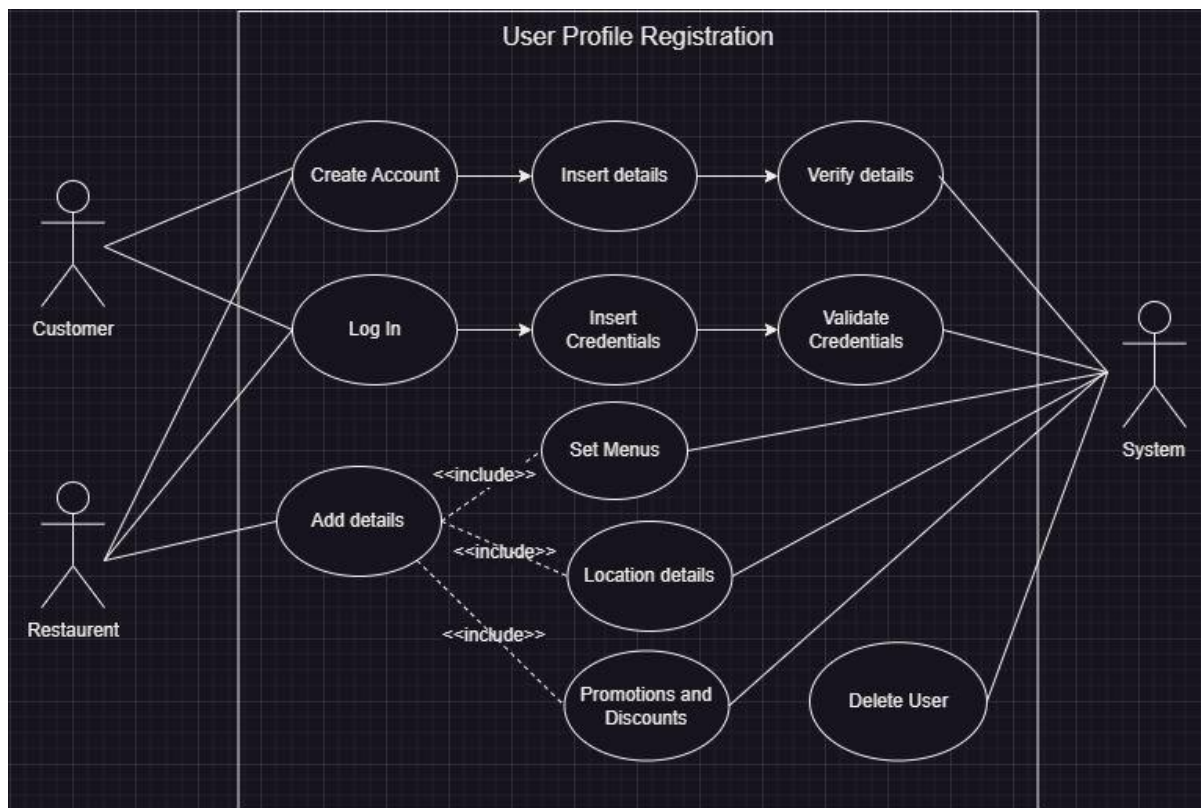 User Profile Registration
Create Account
Insert details
Verify details
Customer
Log In
Insert
Credentials
Validate
Credentials
System
Set Menus
<<include>>
Add details
<<include>>
Location details
Restaurent
<<include>>
Promotions and
Discounts
Delete User